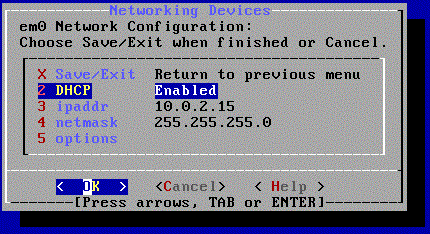 Networking Devices
em0 Network Configuration:
Choose Save/Exit when finished or Cancel.
X Save/Exit Return to previous menu
2 DHCP Enabled
3 ipaddr 10.0.2.15
4 netmask 255.255.255.0
5 options
< OK > <Cancel> < Help >
[Press arrows, TAB or ENTER]